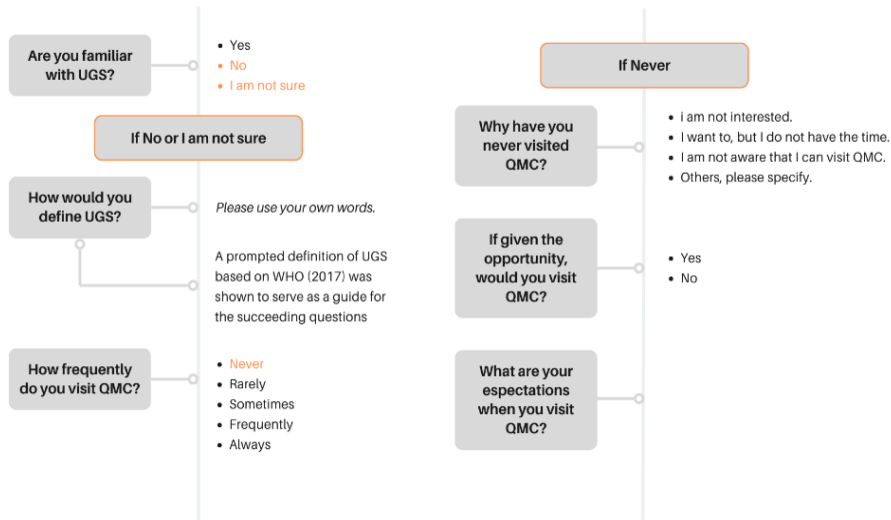 Are you familiar
with UGS?
• Yes
• No
• I am not sure
If No or I am not sure
How would you
define UGS?
Please use your own words.
A prompted definition of UGS
based on WHO (2017) was
shown to serve as a guide for
the succeeding questions
How frequently
do you visit QMC?
• Never
• Rarely
• Sometimes
• Frequently
• Always
If Never
Why have you
never visited
QMC?
• i am not interested.
• I want to, but I do not have the time.
• I am not aware that I can visit QMC.
• Others, please specify.
If given the
opportunity,
would you visit
QMC?
• Yes
• No
What are your
espectations
when you visit
QMC?